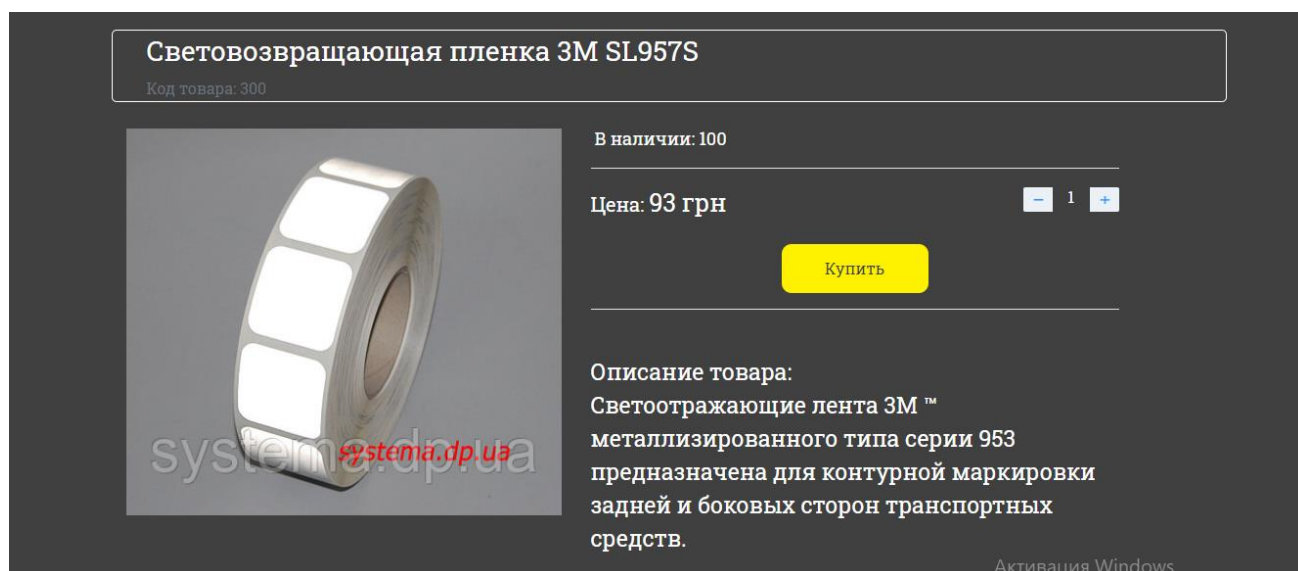 Световозвращающая пленка 3М SL957S
Код товара: 300
В наличии: 100
Цена: 93 грн
− 1 +
Купить
systema.dp.ua
systema.dp.ua
Описание товара:
Светоотражающие лента 3М ™
металлизированного типа серии 953
предназначена для контурной маркировки
задней и боковых сторон транспортных
средств.
Активация Windows